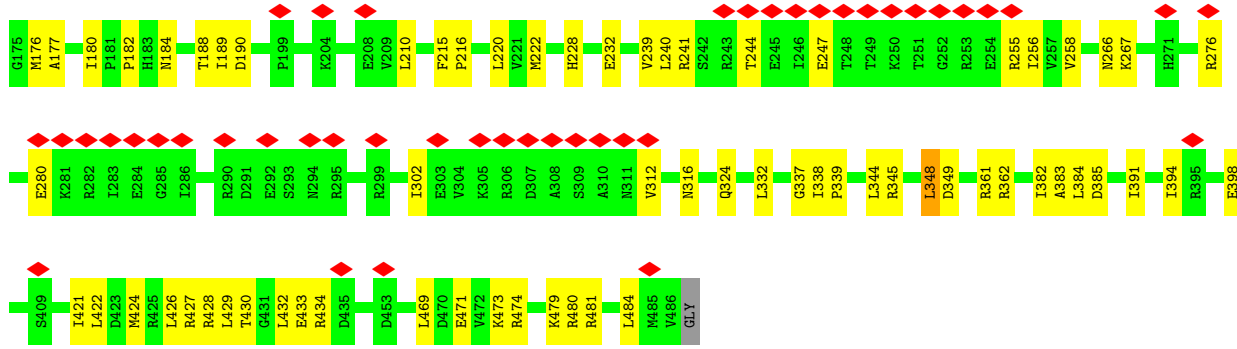 G175 M176 A177 I180 P181 P182 H183 N184 T188 I189 D190 P199 K204 E208 V209 L210 F215 P216 L220 V221 M222 H228 E232 V239 L240 R241 S242 R243 T244 E245 I246 E247 T248 T249 K250 T251 G252 R253 E254 R255 I256 V257 V258 N266 K267 H271 R276
E280 K281 R282 I283 E284 G285 I286 R290 D291 E292 S293 N294 R295 R299 I302 E303 V304 K305 R306 D307 A308 S309 A310 N311 V312 N316 Q324 L332 G337 I338 P339 L344 R345 L348 D349 R361 R362 I382 A383 L384 D385 I391 I394 R395 E398
S409 I421 L422 D423 M424 R425 L426 R427 R428 L429 T430 G431 L432 E433 R434 D435 D453 L469 D470 E471 V472 K473 R474 K479 R480 R481 L484 M485 V486 GLY